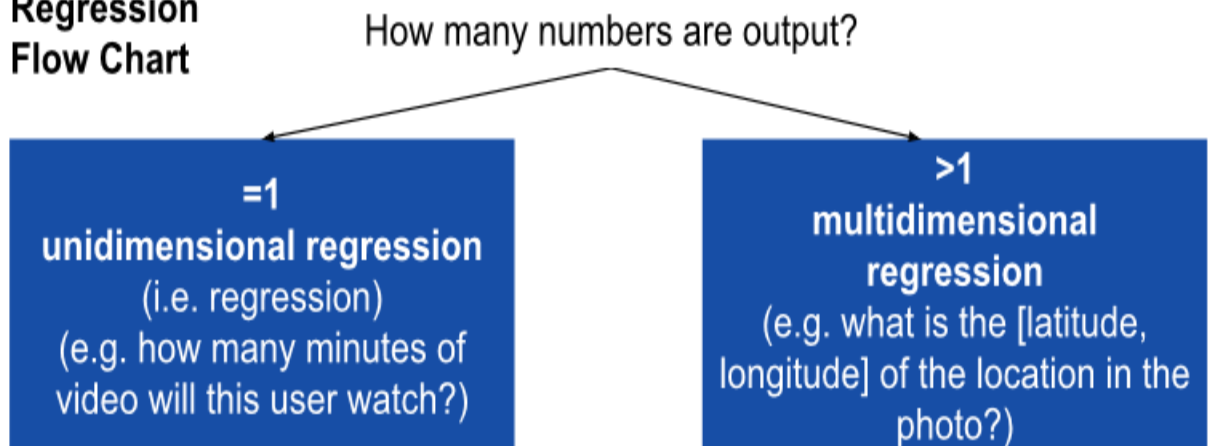 Regression
Flow Chart
How many numbers are output?
=1
unidimensional regression
(i.e. regression)
(e.g. how many minutes of
video will this user watch?)
>1
multidimensional
regression
(e.g. what is the [latitude,
longitude] of the location in the
photo?)